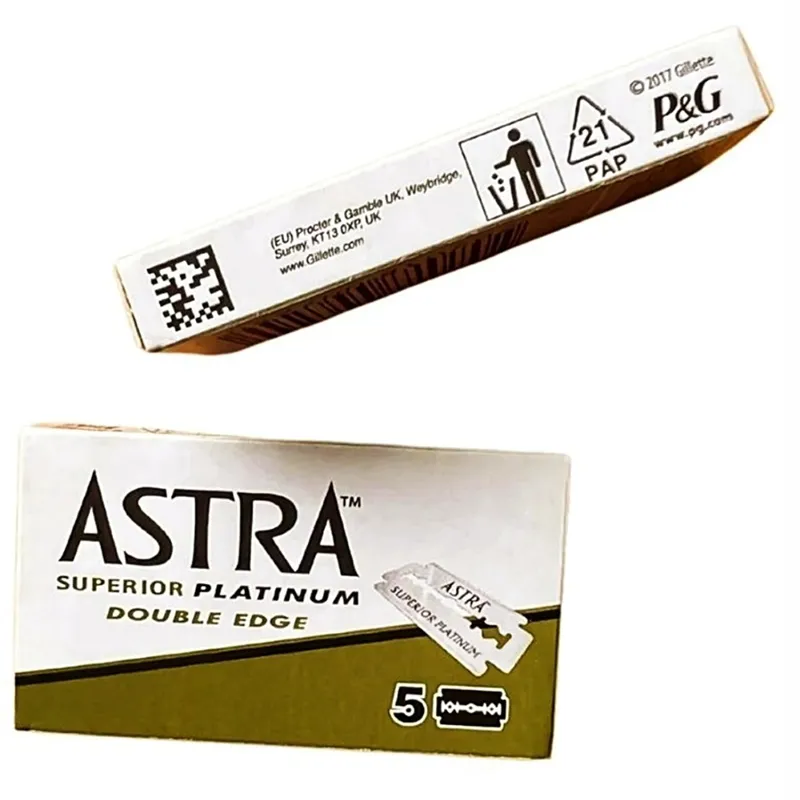 © 2017 Gillette
P&G
www.pg.com
21
PAP
(EU) Procter & Gamble UK, Weybridge,
Surrey, KT13 0XP, UK
www.Gillette.com
ASTRA™
SUPERIOR PLATINUM
DOUBLE EDGE
ASTRA
SUPERIOR PLATINUM
5